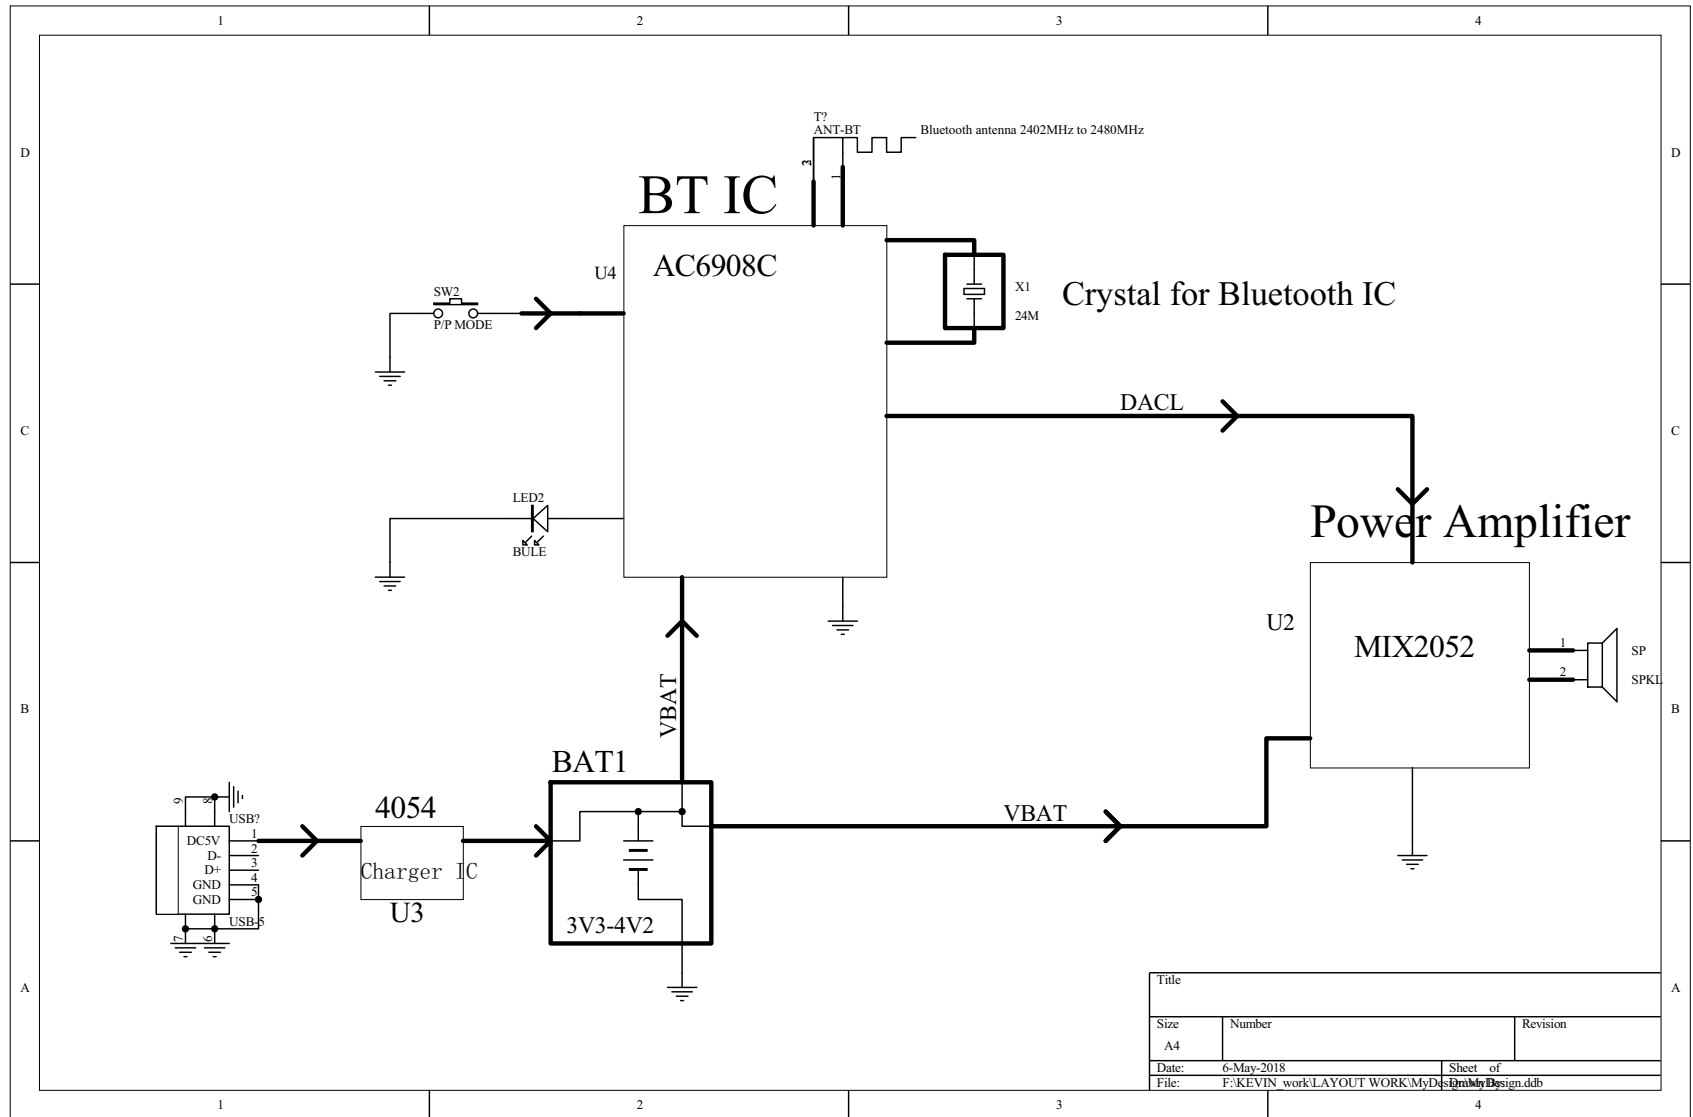 1 2 3 4
D D
T?
ANT-BT
Bluetooth antenna 2402MHz to 2480MHz
1
BT IC
U4
AC6908C
SW2
P/P MODE
X1
24M
Crystal for Bluetooth IC
C C
DACL
LED2
BULE
Power Amplifier
U2
MIX2052
1 SP
2 SPKL
VBAT
B B
BAT1
VBAT
3V3-4V2
4054
Charger IC
U3
9 8
USB?
DC5V 1
D- 2
D+ 3
GND 4
GND 5
USB-5
7 6
A A
Title
Size Number Revision
A4
Date: 6-May-2018 Sheet of
File: F:\KEVIN_work\LAYOUT WORK\MyDesign\MyDesign.ddb
1 2 3 4